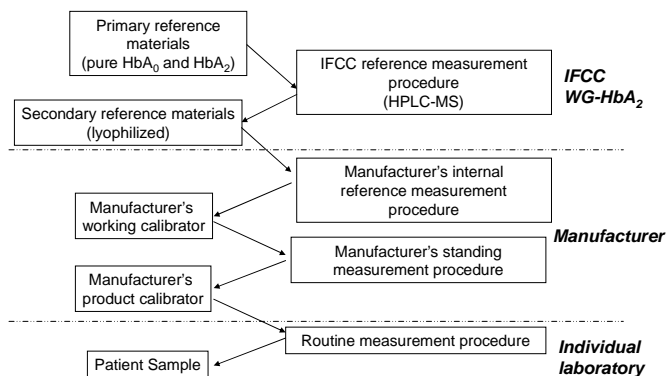 Primary reference
materials
(pure HbA₀ and HbA₂)
IFCC reference measurement
procedure
(HPLC-MS)
IFCC
WG-HbA₂
Secondary reference materials
(lyophilized)
Manufacturer's internal
reference measurement
procedure
Manufacturer's
working calibrator
Manufacturer
Manufacturer's standing
measurement procedure
Manufacturer's
product calibrator
Routine measurement procedure
Individual
laboratory
Patient Sample